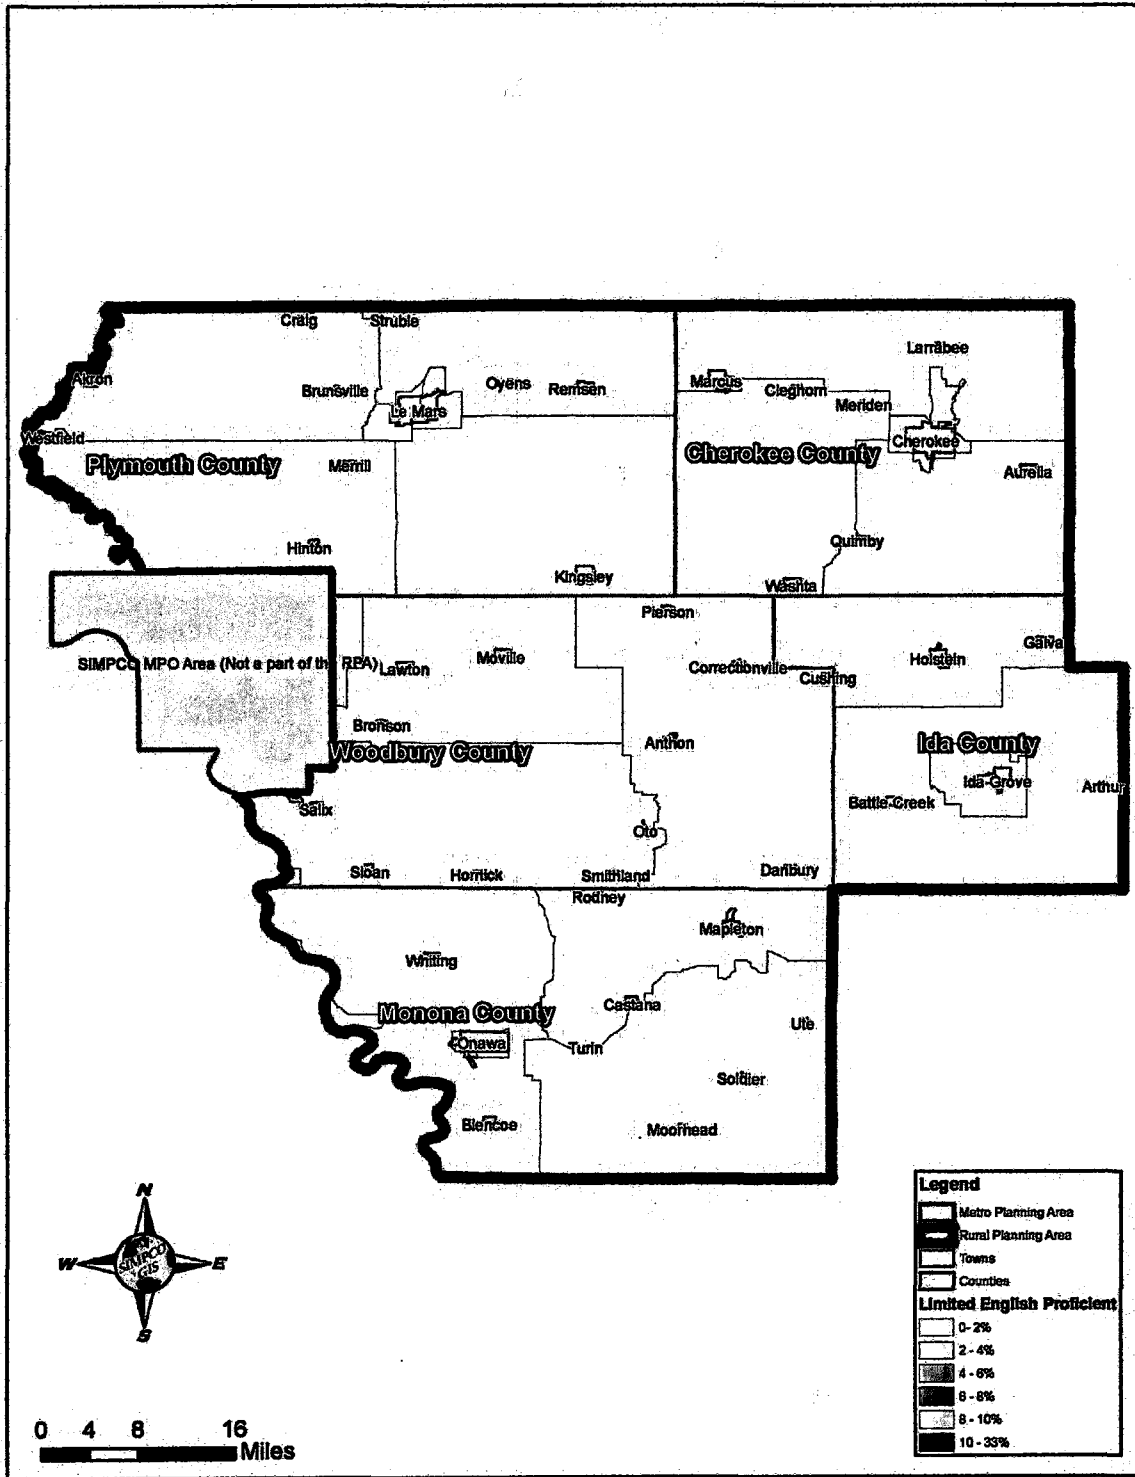 Craig
Struble
Larrabee
Akron
Brunsville
Le Mars
Oyens
Remsen
Marcus
Cleghorn
Meriden
Westfield
Plymouth County
Merrill
Cherokee County
Cherokee
Aurelia
Hinton
Kingsley
Quimby
Washta
Pierson
SIMPCO MPO Area (Not a part of the RPA)
Lawton
Moville
Correctionville
Cushing
Holstein
Galva
Bronson
Woodbury County
Anthon
Ida County
Ida Grove
Arthur
Battle Creek
Salix
Oto
Sloan
Hornick
Smithland
Danbury
Rodney
Mapleton
Whiting
Castana
Monona County
Onawa
Turin
Ute
Soldier
Blencoe
Moorhead
N
W
E
S
SIMPCO
GIS
0 4 8 16
Miles
Legend
Metro Planning Area
Rural Planning Area
Towns
Counties
Limited English Proficient
0 - 2%
2 - 4%
4 - 6%
6 - 8%
8 - 10%
10 - 33%